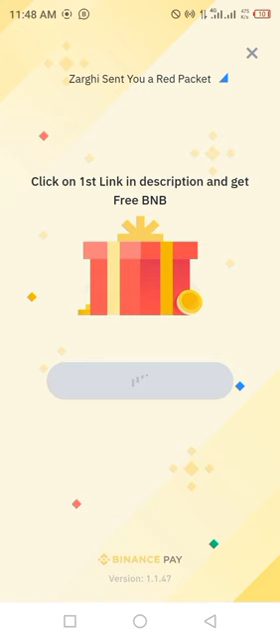 11:48 AM
Zarghi Sent You a Red Packet
Click on 1st Link in description and get
Free BNB
BINANCE PAY
Version: 1.1.47